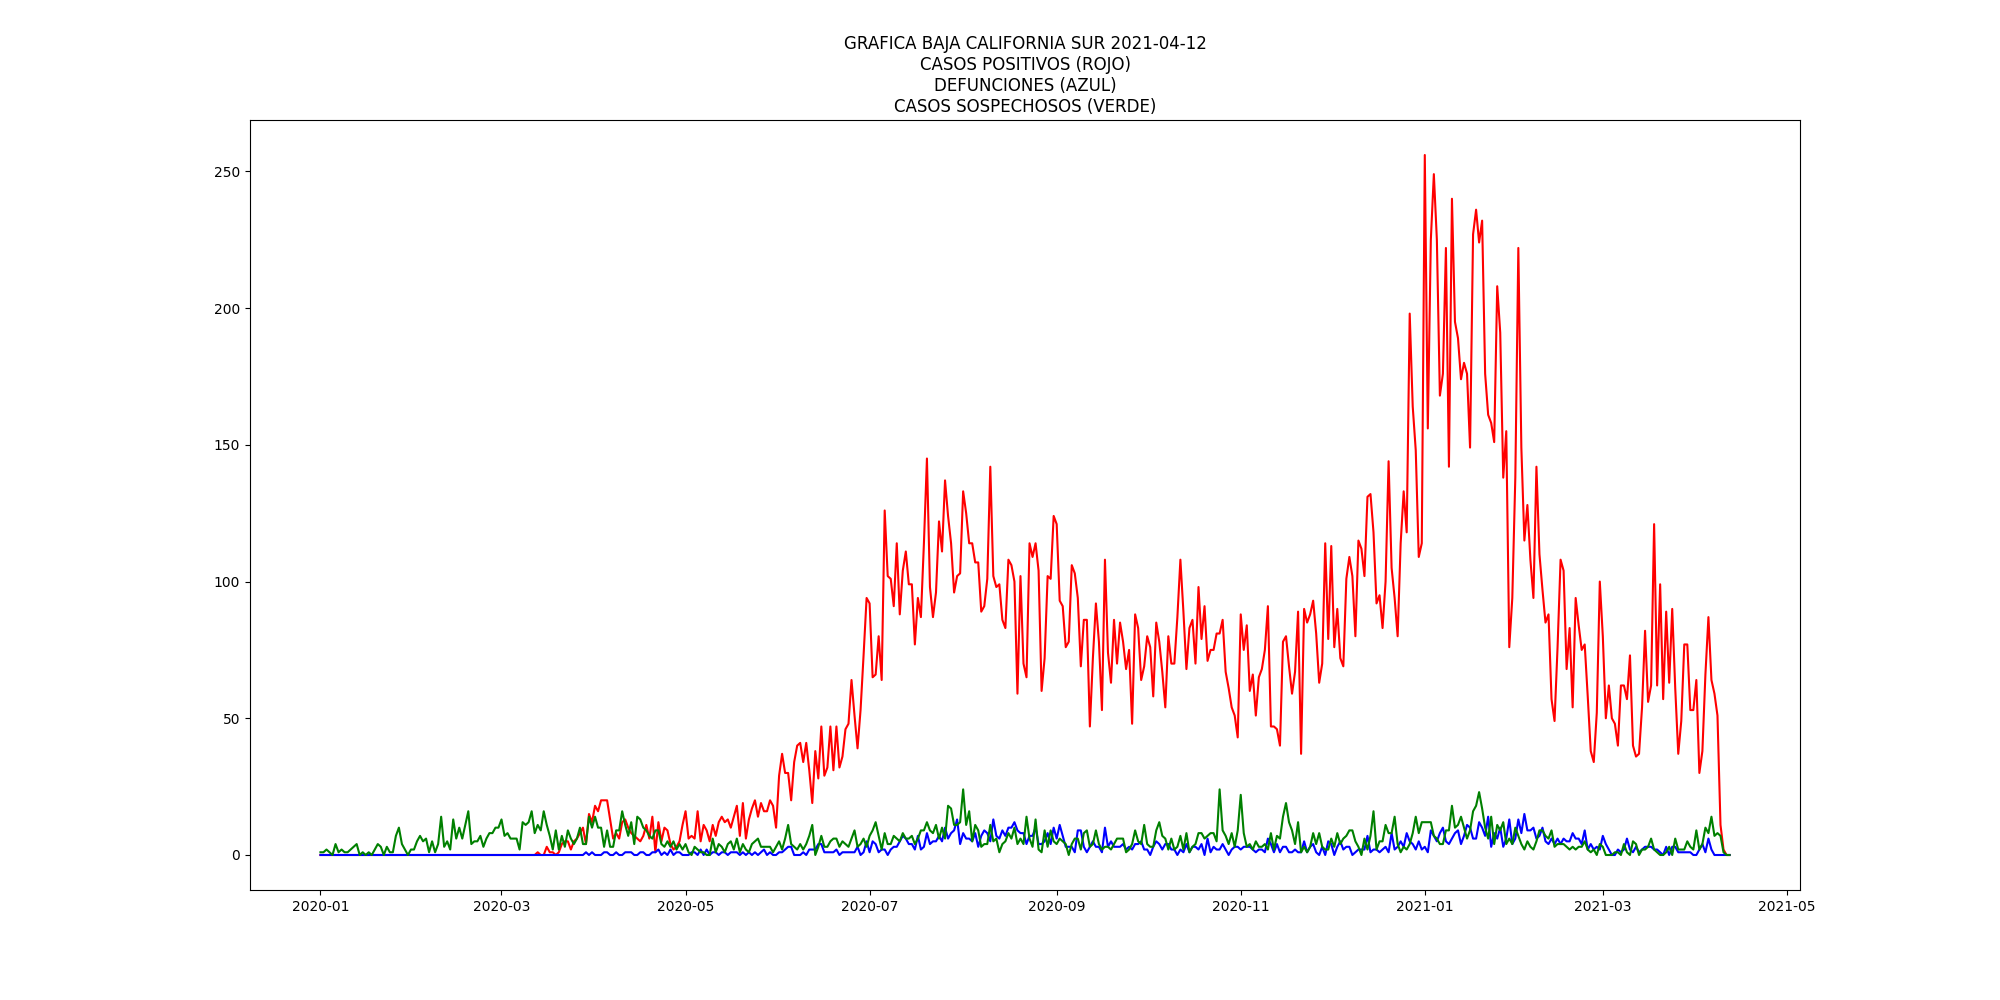 GRAFICA BAJA CALIFORNIA SUR 2021-04-12
CASOS POSITIVOS (ROJO)
DEFUNCIONES (AZUL)
CASOS SOSPECHOSOS (VERDE)
250
200
150
100
50
0
2020-01 2020-03 2020-05 2020-07 2020-09 2020-11 2021-01 2021-03 2021-05